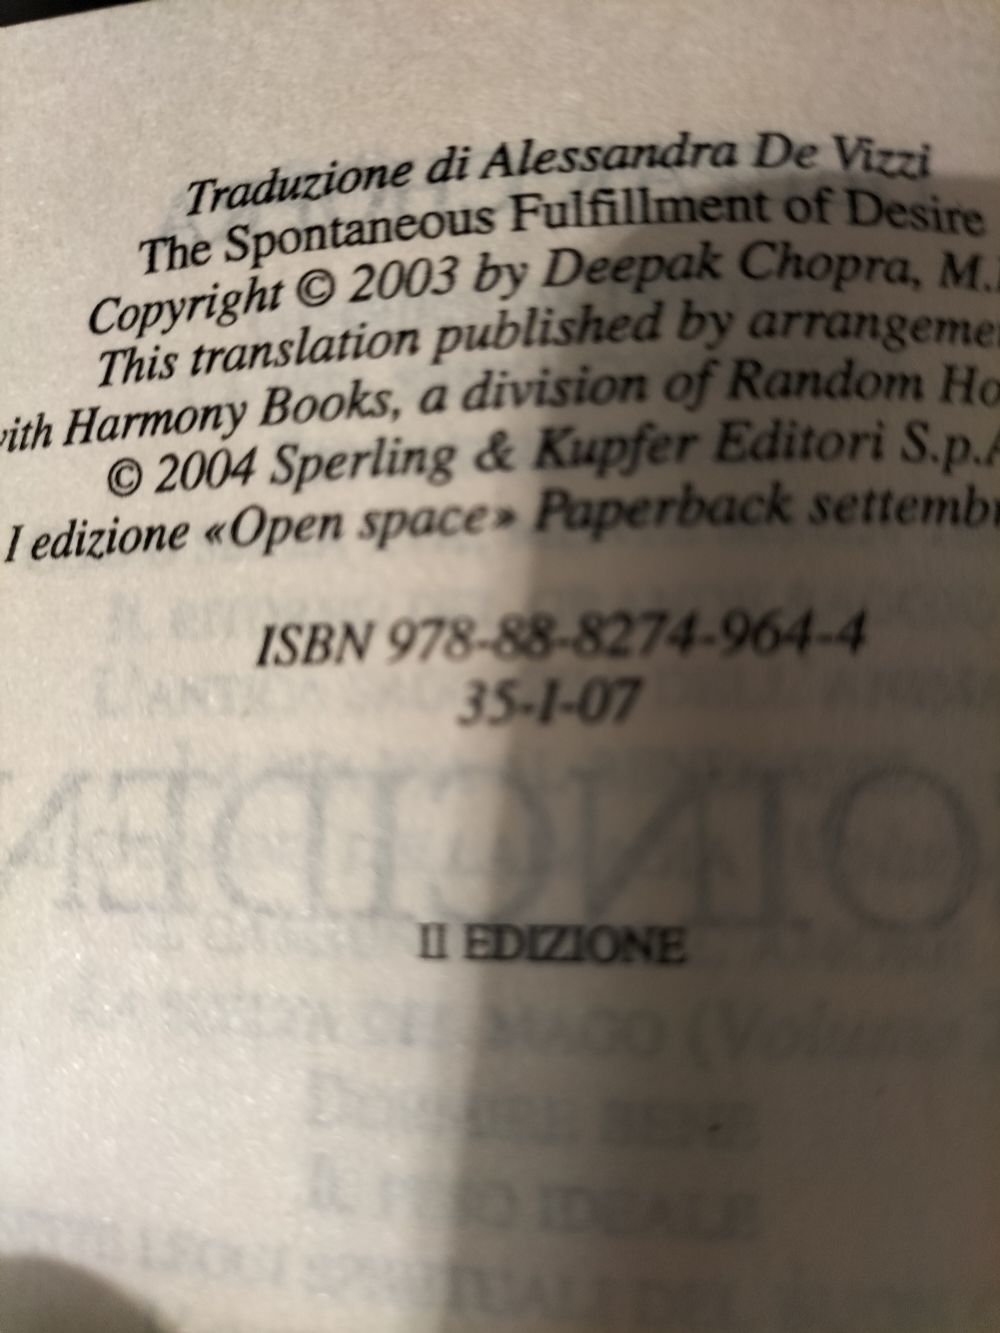 Traduzione di Alessandra De Vizzi
The Spontaneous Fulfillment of Desire
Copyright © 2003 by Deepak Chopra, M.
This translation published by arrangeme
with Harmony Books, a division of Random Ho
© 2004 Sperling & Kupfer Editori S.p.A
I edizione «Open space» Paperback settemb
ISBN 978-88-8274-964-4
35-I-07
II EDIZIONE